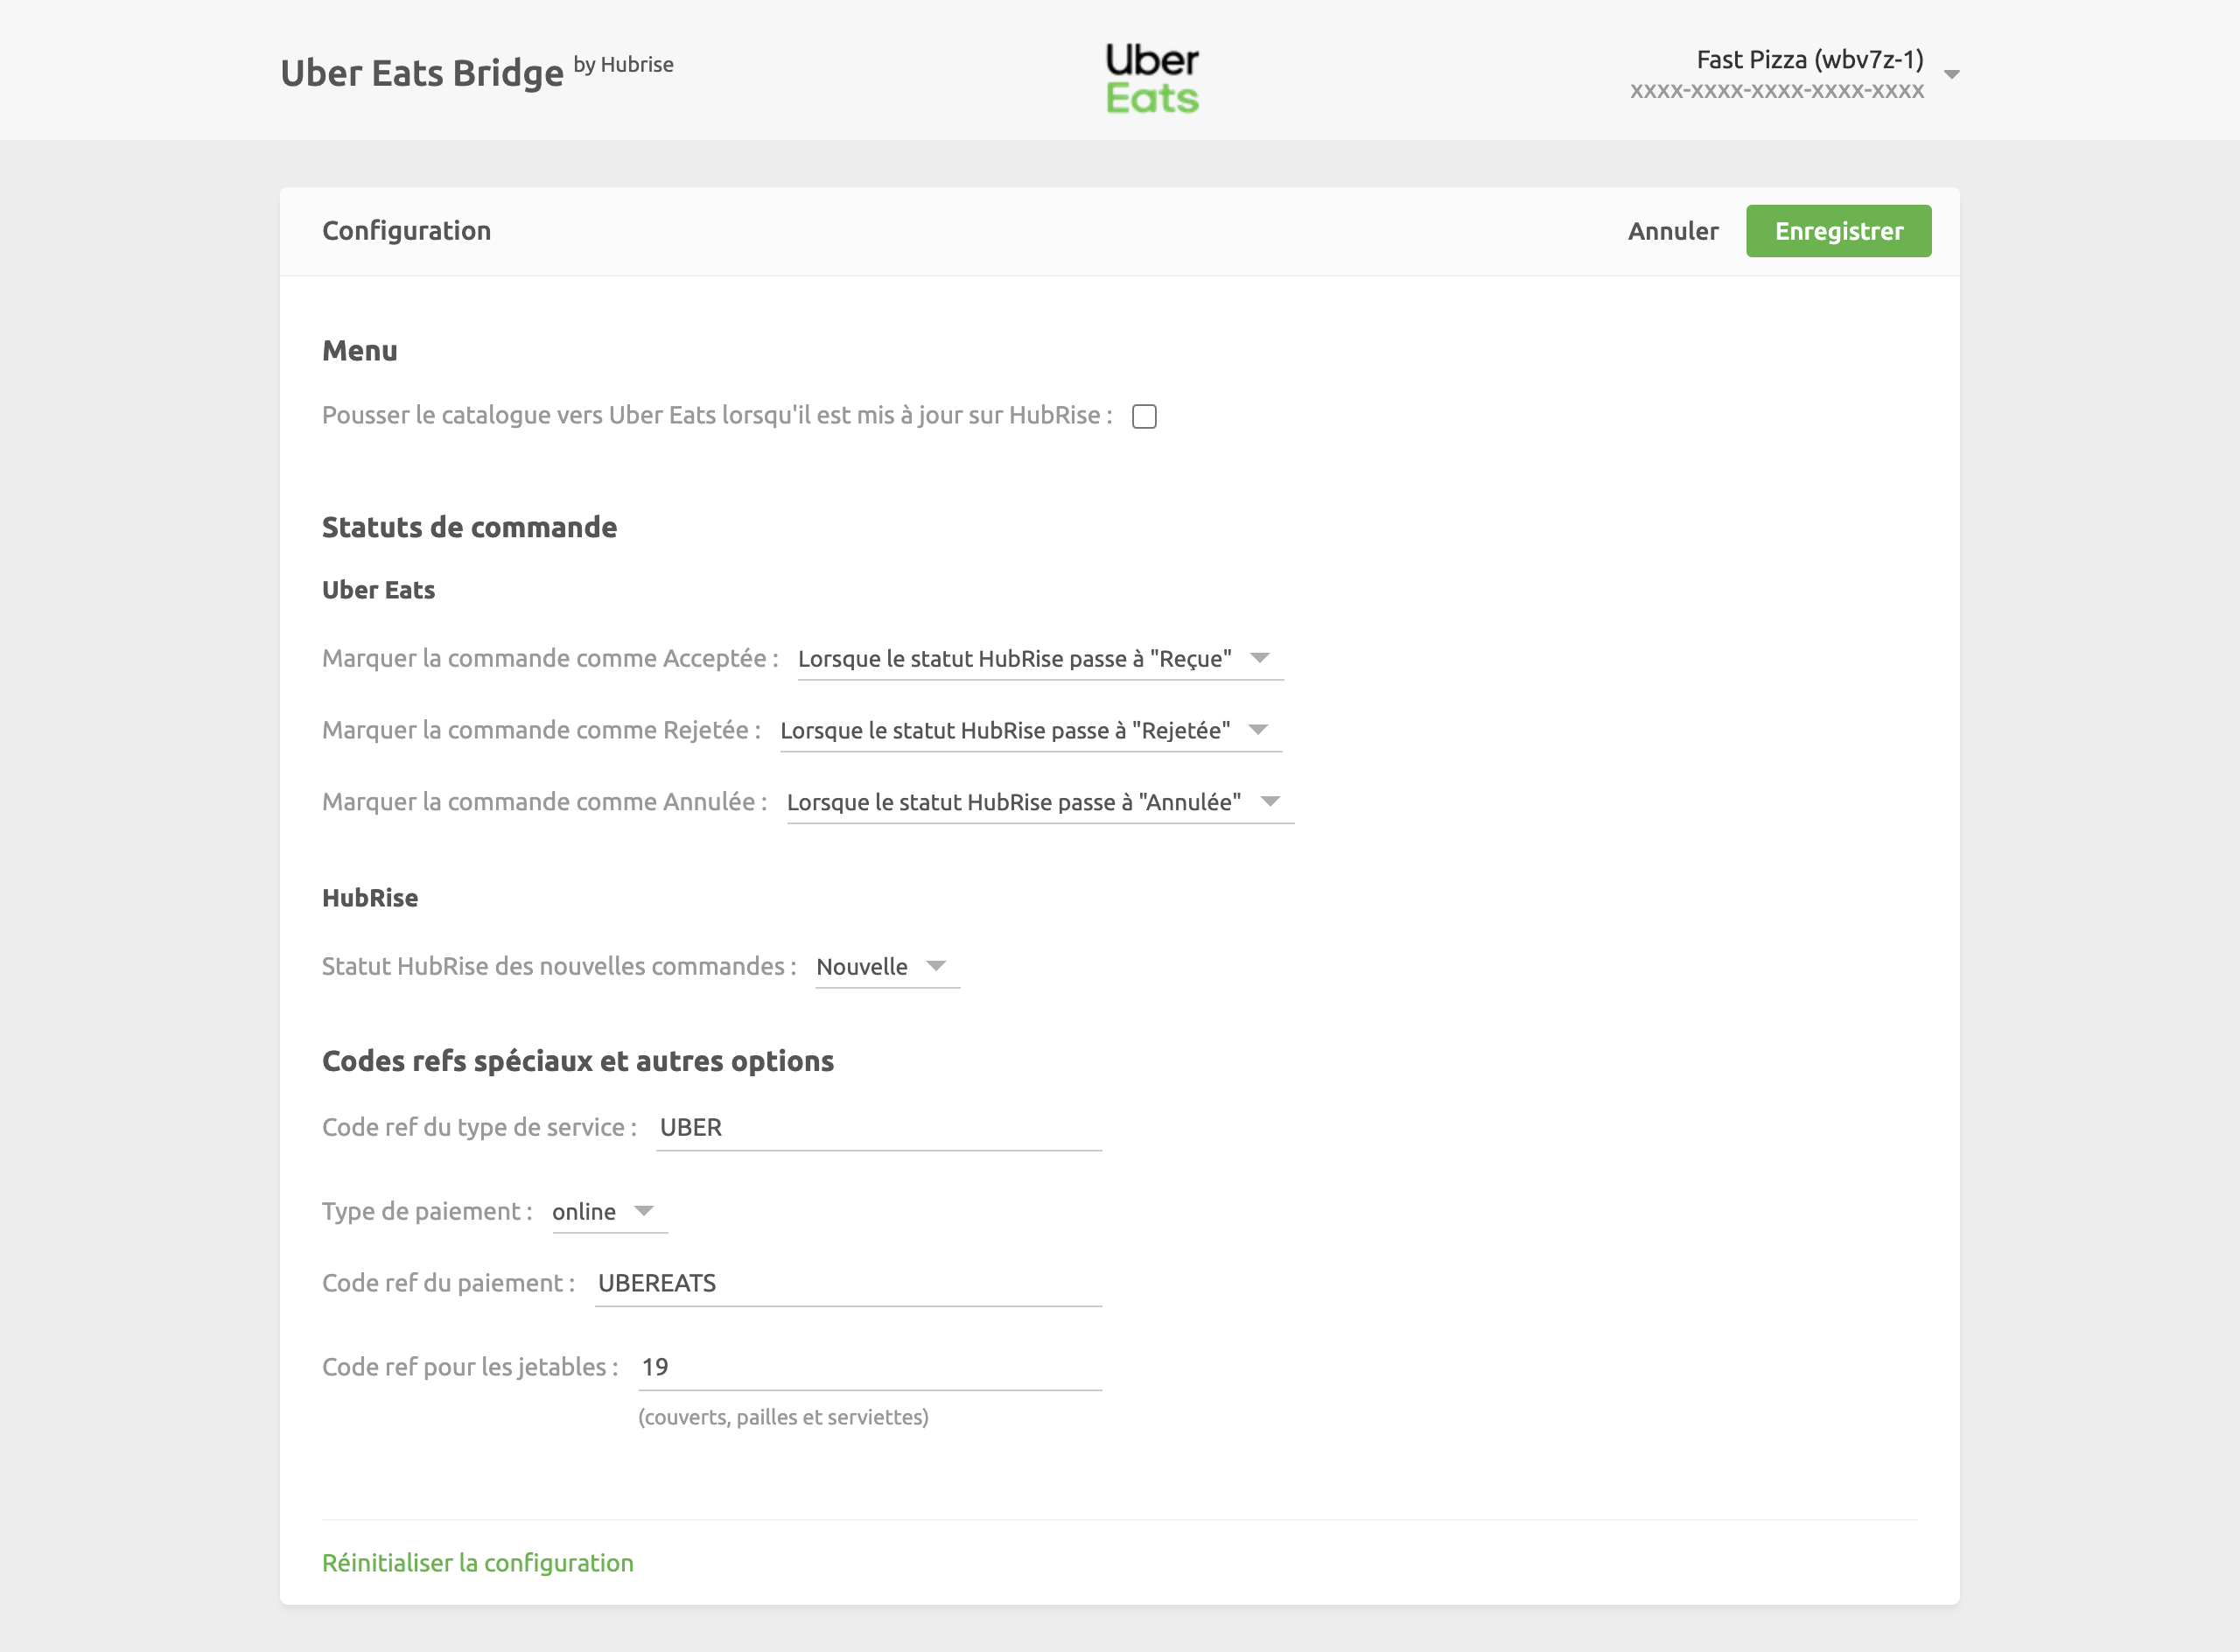 Uber Eats Bridge by Hubrise
Uber
Eats
Fast Pizza (wbv7z-1)
xxxx-xxxx-xxxx-xxxx-xxxx
Configuration
Annuler
Enregistrer
Menu
Pousser le catalogue vers Uber Eats lorsqu'il est mis à jour sur HubRise :
Statuts de commande
Uber Eats
Marquer la commande comme Acceptée : Lorsque le statut HubRise passe à "Reçue"
Marquer la commande comme Rejetée : Lorsque le statut HubRise passe à "Rejetée"
Marquer la commande comme Annulée : Lorsque le statut HubRise passe à "Annulée"
HubRise
Statut HubRise des nouvelles commandes : Nouvelle
Codes refs spéciaux et autres options
Code ref du type de service : UBER
Type de paiement : online
Code ref du paiement : UBEREATS
Code ref pour les jetables : 19
(couverts, pailles et serviettes)
Réinitialiser la configuration